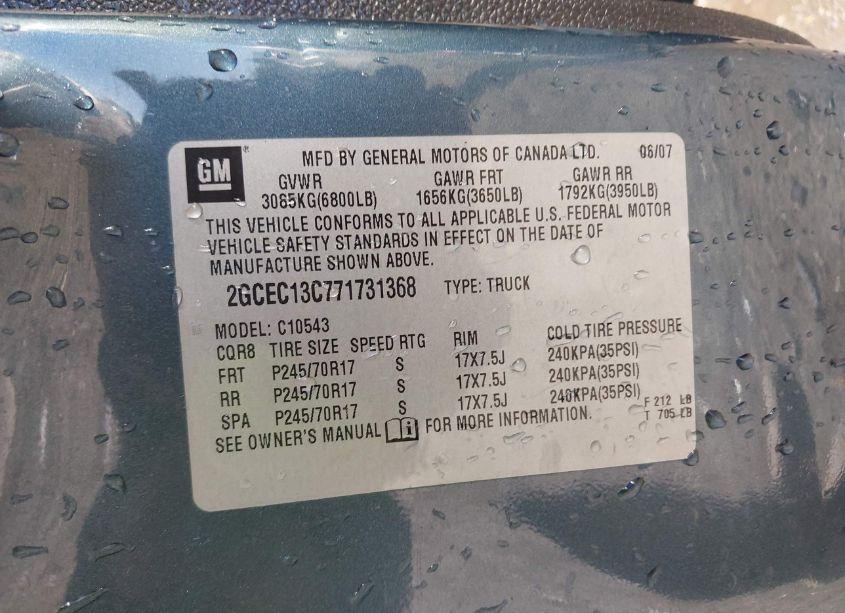 GM
MFD BY GENERAL MOTORS OF CANADA LTD. 06/07
GVWR GAWR FRT GAWR RR
3085KG(6800LB) 1656KG(3650LB) 1792KG(3950LB)
THIS VEHICLE CONFORMS TO ALL APPLICABLE U.S. FEDERAL MOTOR
VEHICLE SAFETY STANDARDS IN EFFECT ON THE DATE OF
MANUFACTURE SHOWN ABOVE.
2GCEC13C771731368 TYPE: TRUCK
MODEL: C10543
CQR8 TIRE SIZE SPEED RTG RIM COLD TIRE PRESSURE
FRT P245/70R17 S 17X7.5J 240KPA(35PSI)
RR P245/70R17 S 17X7.5J 240KPA(35PSI)
SPA P245/70R17 S 17X7.5J 240KPA(35PSI)
F 212 LB
T 705 LB
SEE OWNER'S MANUAL FOR MORE INFORMATION.